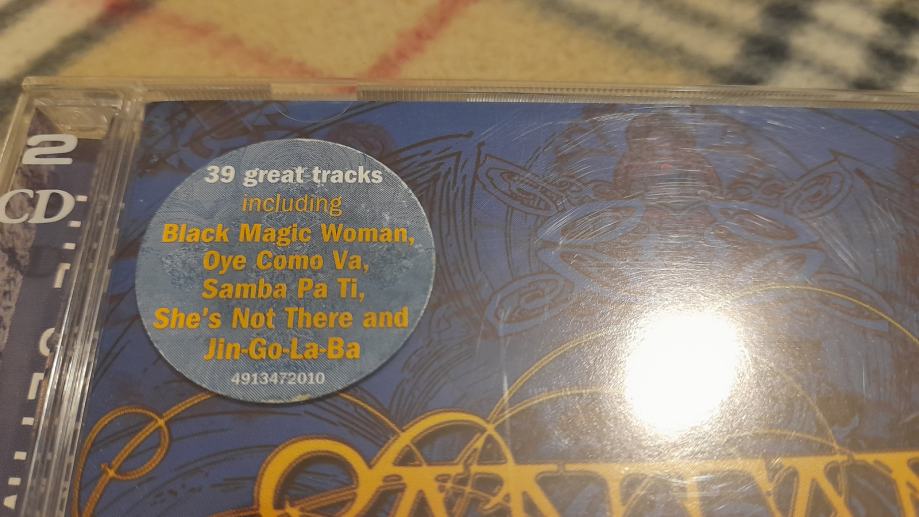 2
CD
39 great tracks
including
Black Magic Woman,
Oye Como Va,
Samba Pa Ti,
She's Not There and
Jin-Go-La-Ba
4913472010